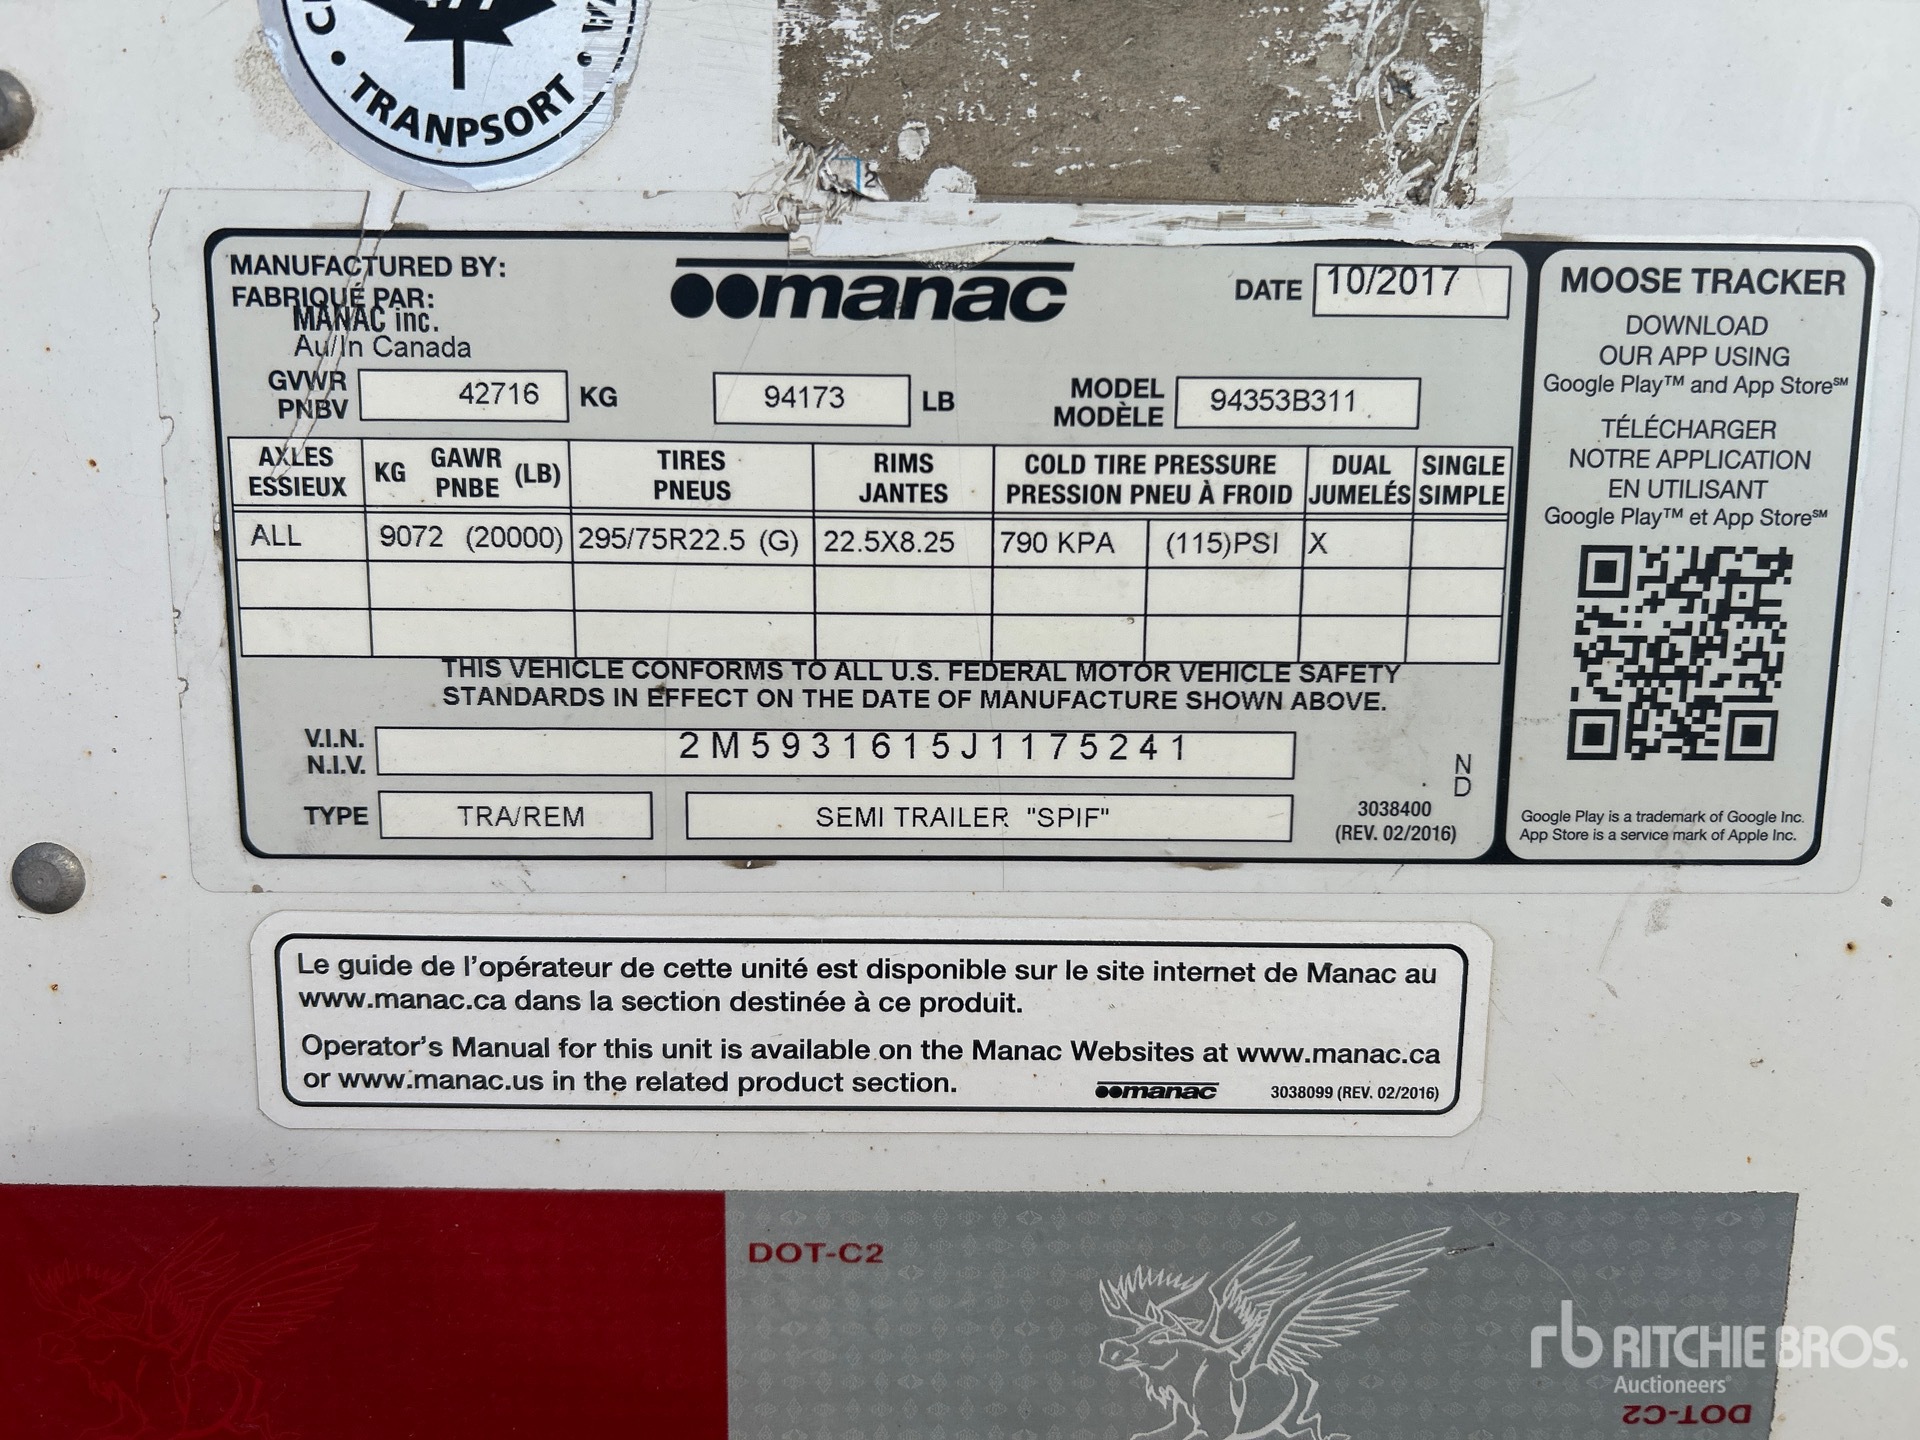 477
• TRANPSORT •
2
MANUFACTURED BY:
FABRIQUÉ PAR:
MANAC inc.
Au/In Canada
manac
DATE 10/2017
GVWR
PNBV
42716 KG
94173 LB
MODEL
MODÈLE
94353B311
AXLES
ESSIEUX
KG GAWR (LB)
PNBE
TIRES
PNEUS
RIMS
JANTES
COLD TIRE PRESSURE
PRESSION PNEU À FROID
DUAL
JUMELÉS
SINGLE
SIMPLE
ALL 9072 (20000) 295/75R22.5 (G) 22.5X8.25 790 KPA (115)PSI X
THIS VEHICLE CONFORMS TO ALL U.S. FEDERAL MOTOR VEHICLE SAFETY
STANDARDS IN EFFECT ON THE DATE OF MANUFACTURE SHOWN ABOVE.
V.I.N.
N.I.V.
2M5931615J1175241
TYPE TRA/REM SEMI TRAILER "SPIF"
N
D
3038400
(REV. 02/2016)
MOOSE TRACKER
DOWNLOAD
OUR APP USING
Google Play™ and App Store℠
TÉLÉCHARGER
NOTRE APPLICATION
EN UTILISANT
Google Play™ et App Store℠
Google Play is a trademark of Google Inc.
App Store is a service mark of Apple Inc.
Le guide de l'opérateur de cette unité est disponible sur le site internet de Manac au
www.manac.ca dans la section destinée à ce produit.
Operator's Manual for this unit is available on the Manac Websites at www.manac.ca
or www.manac.us in the related product section.
manac 3038099 (REV. 02/2016)
DOT-C2
rb RITCHIE BROS.
Auctioneers
DOT-C2